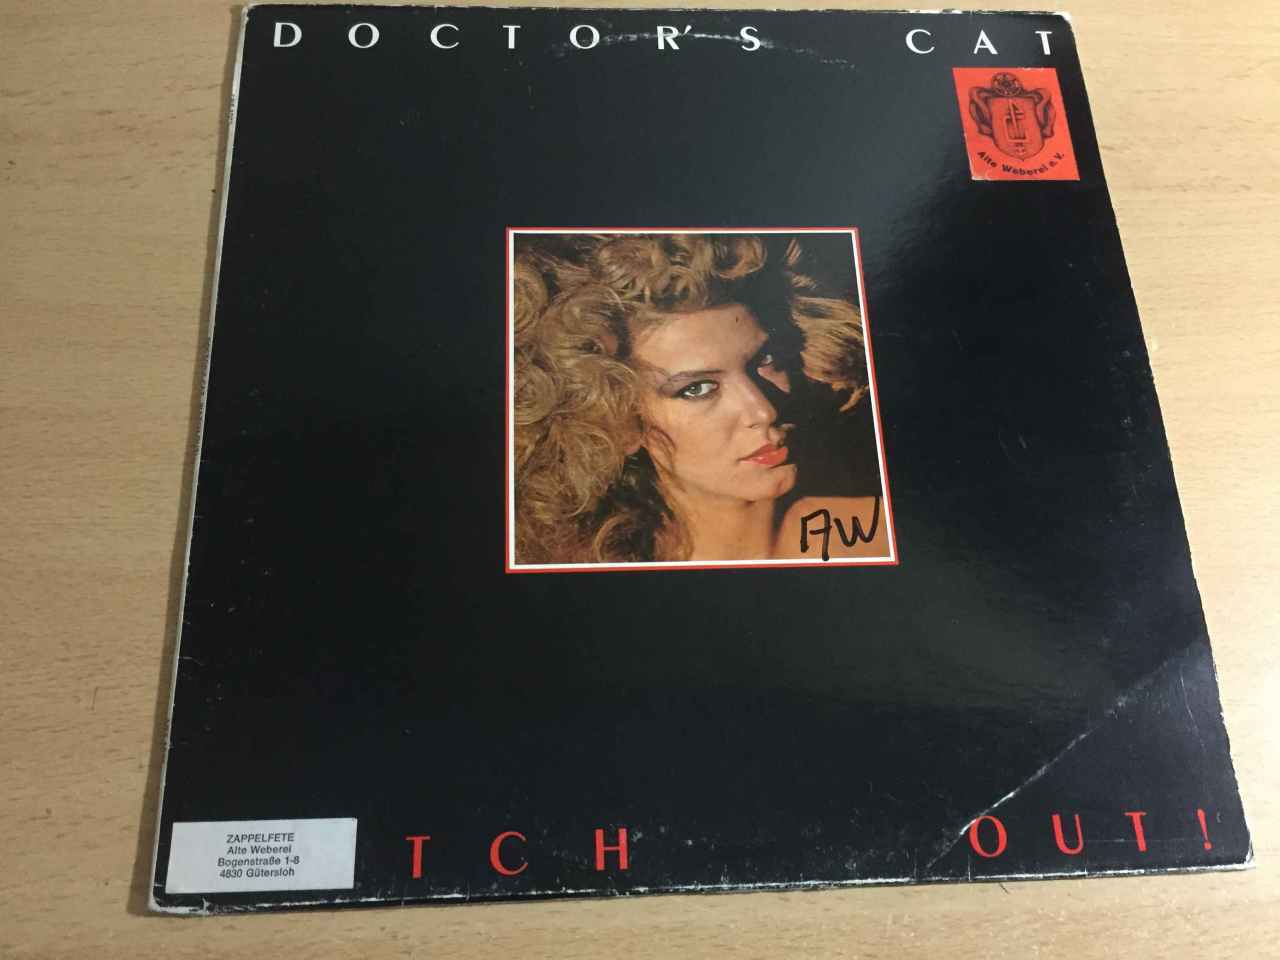 DOCTOR'S CAT
Alte Weberei e.V.
AW
TCH OUT!
ZAPPELFETE
Alte Weberei
Bogenstraße 1-8
4830 Gütersloh